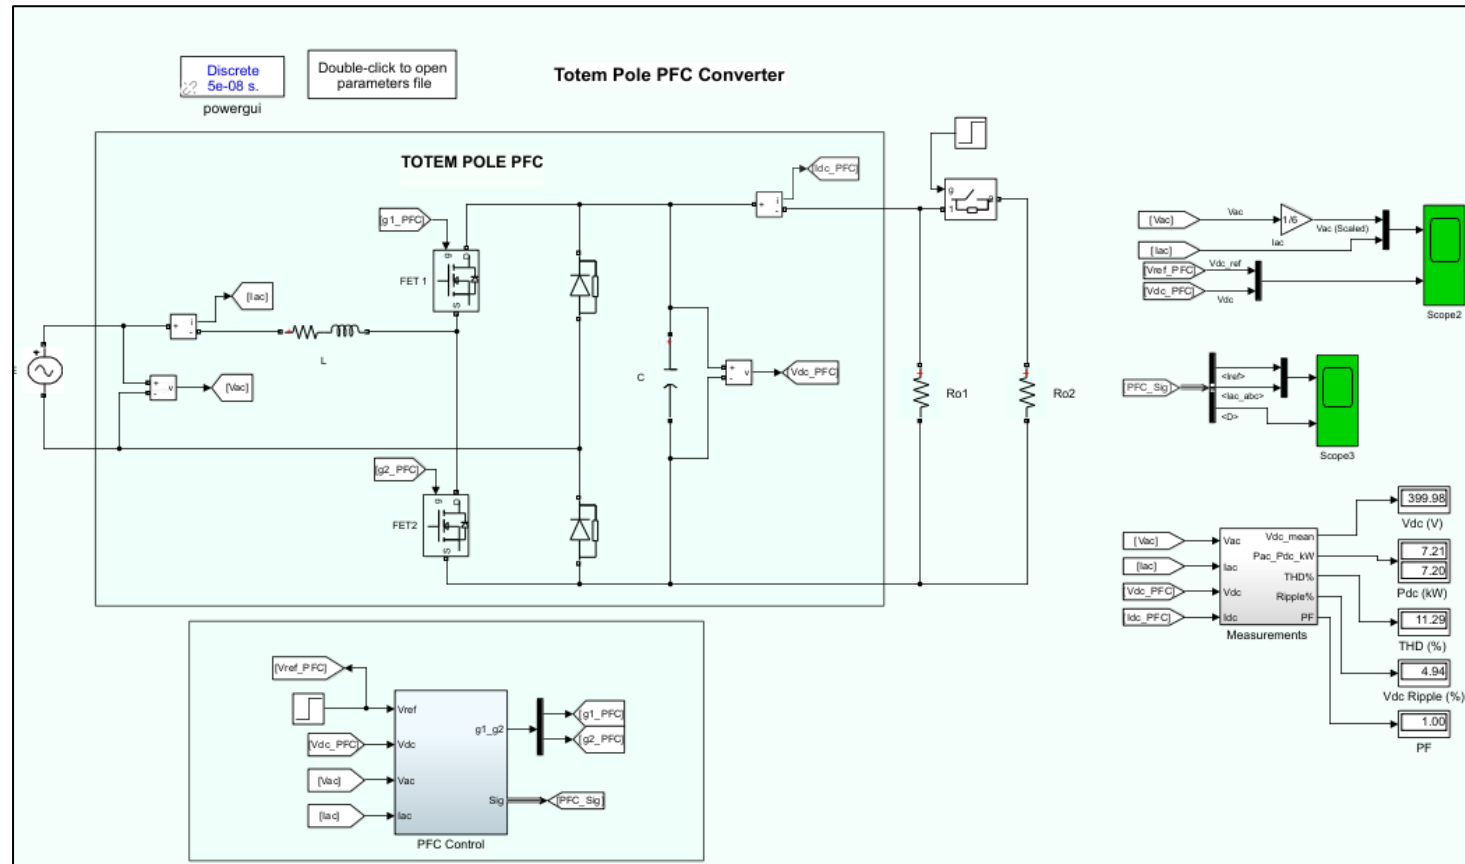 Discrete
5e-08 s.
powergui
Double-click to open
parameters file
Totem Pole PFC Converter
TOTEM POLE PFC
[Idc_PFC]
[g1_PFC]
g
D
S
FET 1
[Iac]
+
-
i
L
+
-
v
[Vac]
+
[g2_PFC]
g
D
S
FET2
C
+
-
v
[Vdc_PFC]
+
-
i
g
1
2
Ro1
Ro2
[Vac]
Vac
1/6
Vac (Scaled)
[Iac]
Iac
[Vref_PFC]
Vdc_ref
[Vdc_PFC]
Vdc
Scope2
[PFC_Sig]
<Iref>
<Iac_abc>
<D>
Scope3
[Vac]
[Iac]
[Vdc_PFC]
[Idc_PFC]
Vac
Iac
Vdc
Idc
Vdc_mean
Pac_Pdc_kW
THD%
Ripple%
PF
Measurements
399.98
Vdc (V)
7.21
7.20
Pdc (kW)
11.29
THD (%)
4.94
Vdc Ripple (%)
1.00
PF
[Vref_PFC]
[Vdc_PFC]
[Vac]
[Iac]
Vref
Vdc
Vac
Iac
g1_g2
Sig
PFC Control
[g1_PFC]
[g2_PFC]
[PFC_Sig]